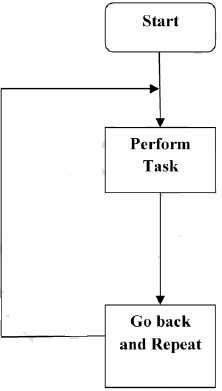 Start
Perform
Task
Go back
and Repeat